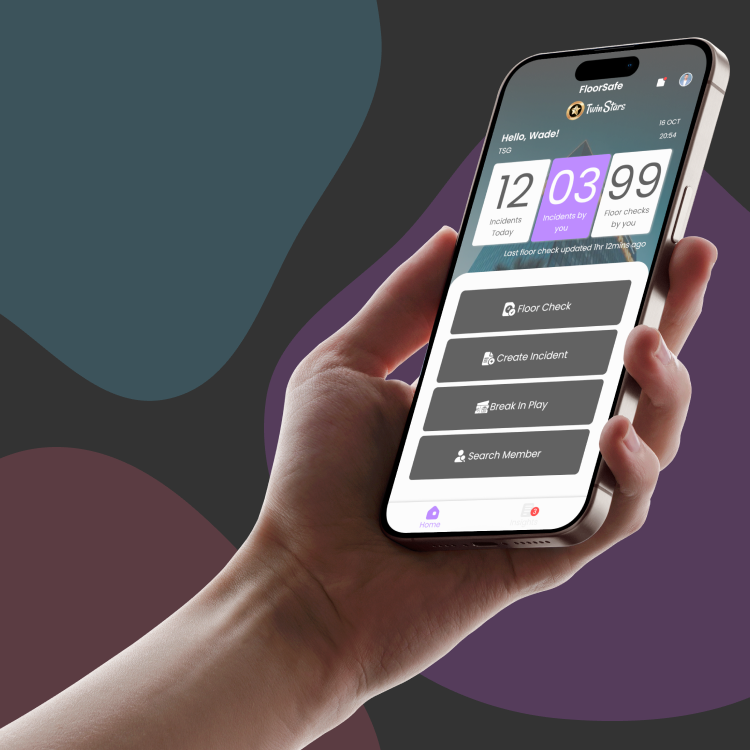 FloorSafe
Twin Stars
16 OCT
Hello, Wade!
20:54
TSG
12
03
99
Incidents Today
Incidents by you
Floor checks by you
Last floor check updated 1hr 12mins ago
Floor Check
Create Incident
Break In Play
Search Member
Home
3